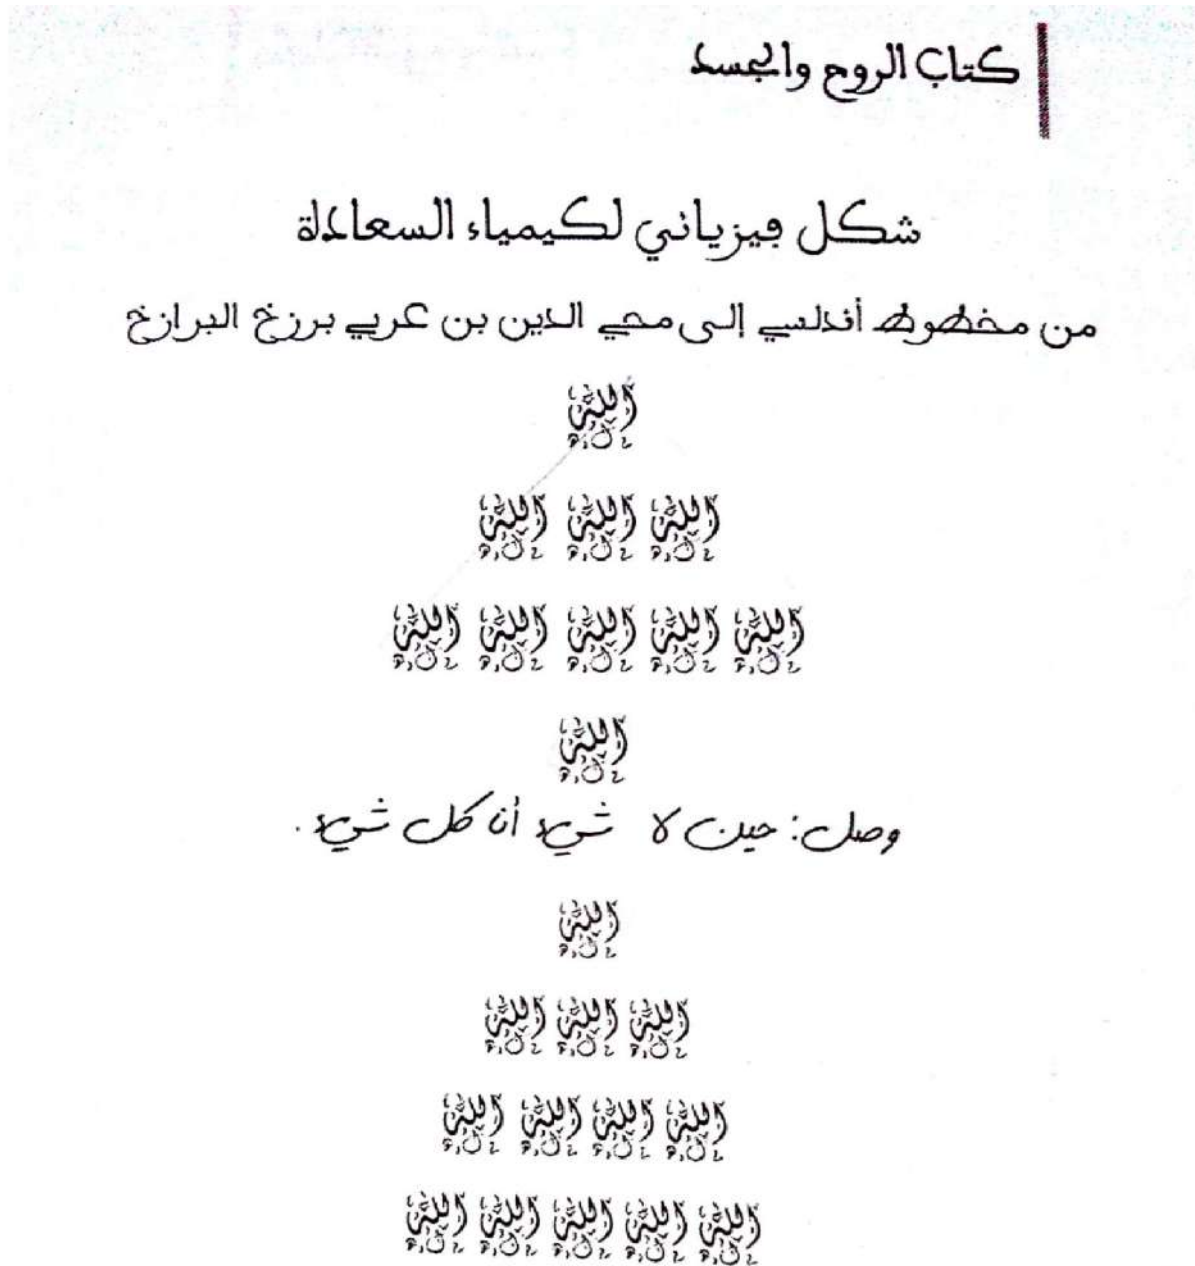 كتاب الروح والجسد
شكل فيزيائي لكيمياء السعادة
من مخطوط أندلسي إلى محيي الدين بن عربي برزخ البرازخ
الله
الله الله الله
الله الله الله الله الله
الله
وصل: حين لا شيء أنا كل شيء.
الله
الله الله الله
الله الله الله الله
الله الله الله الله الله